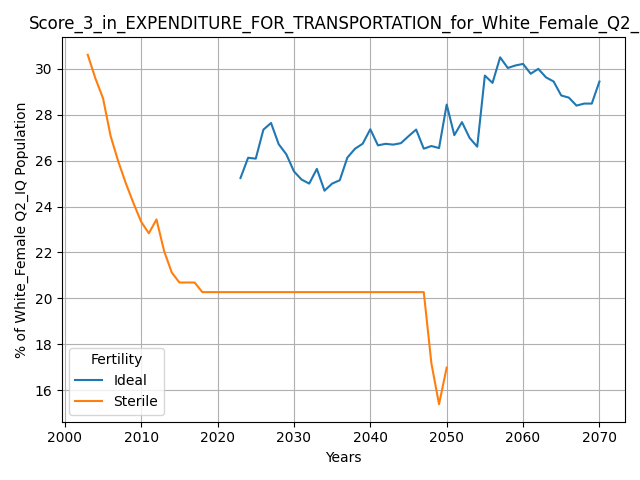 Score_3_in_EXPENDITURE_FOR_TRANSPORTATION_for_White_Female_Q2_
% of White_Female Q2_IQ Population
30
28
26
24
22
20
18
16
Fertility
Ideal
Sterile
2000 2010 2020 2030 2040 2050 2060 2070
Years